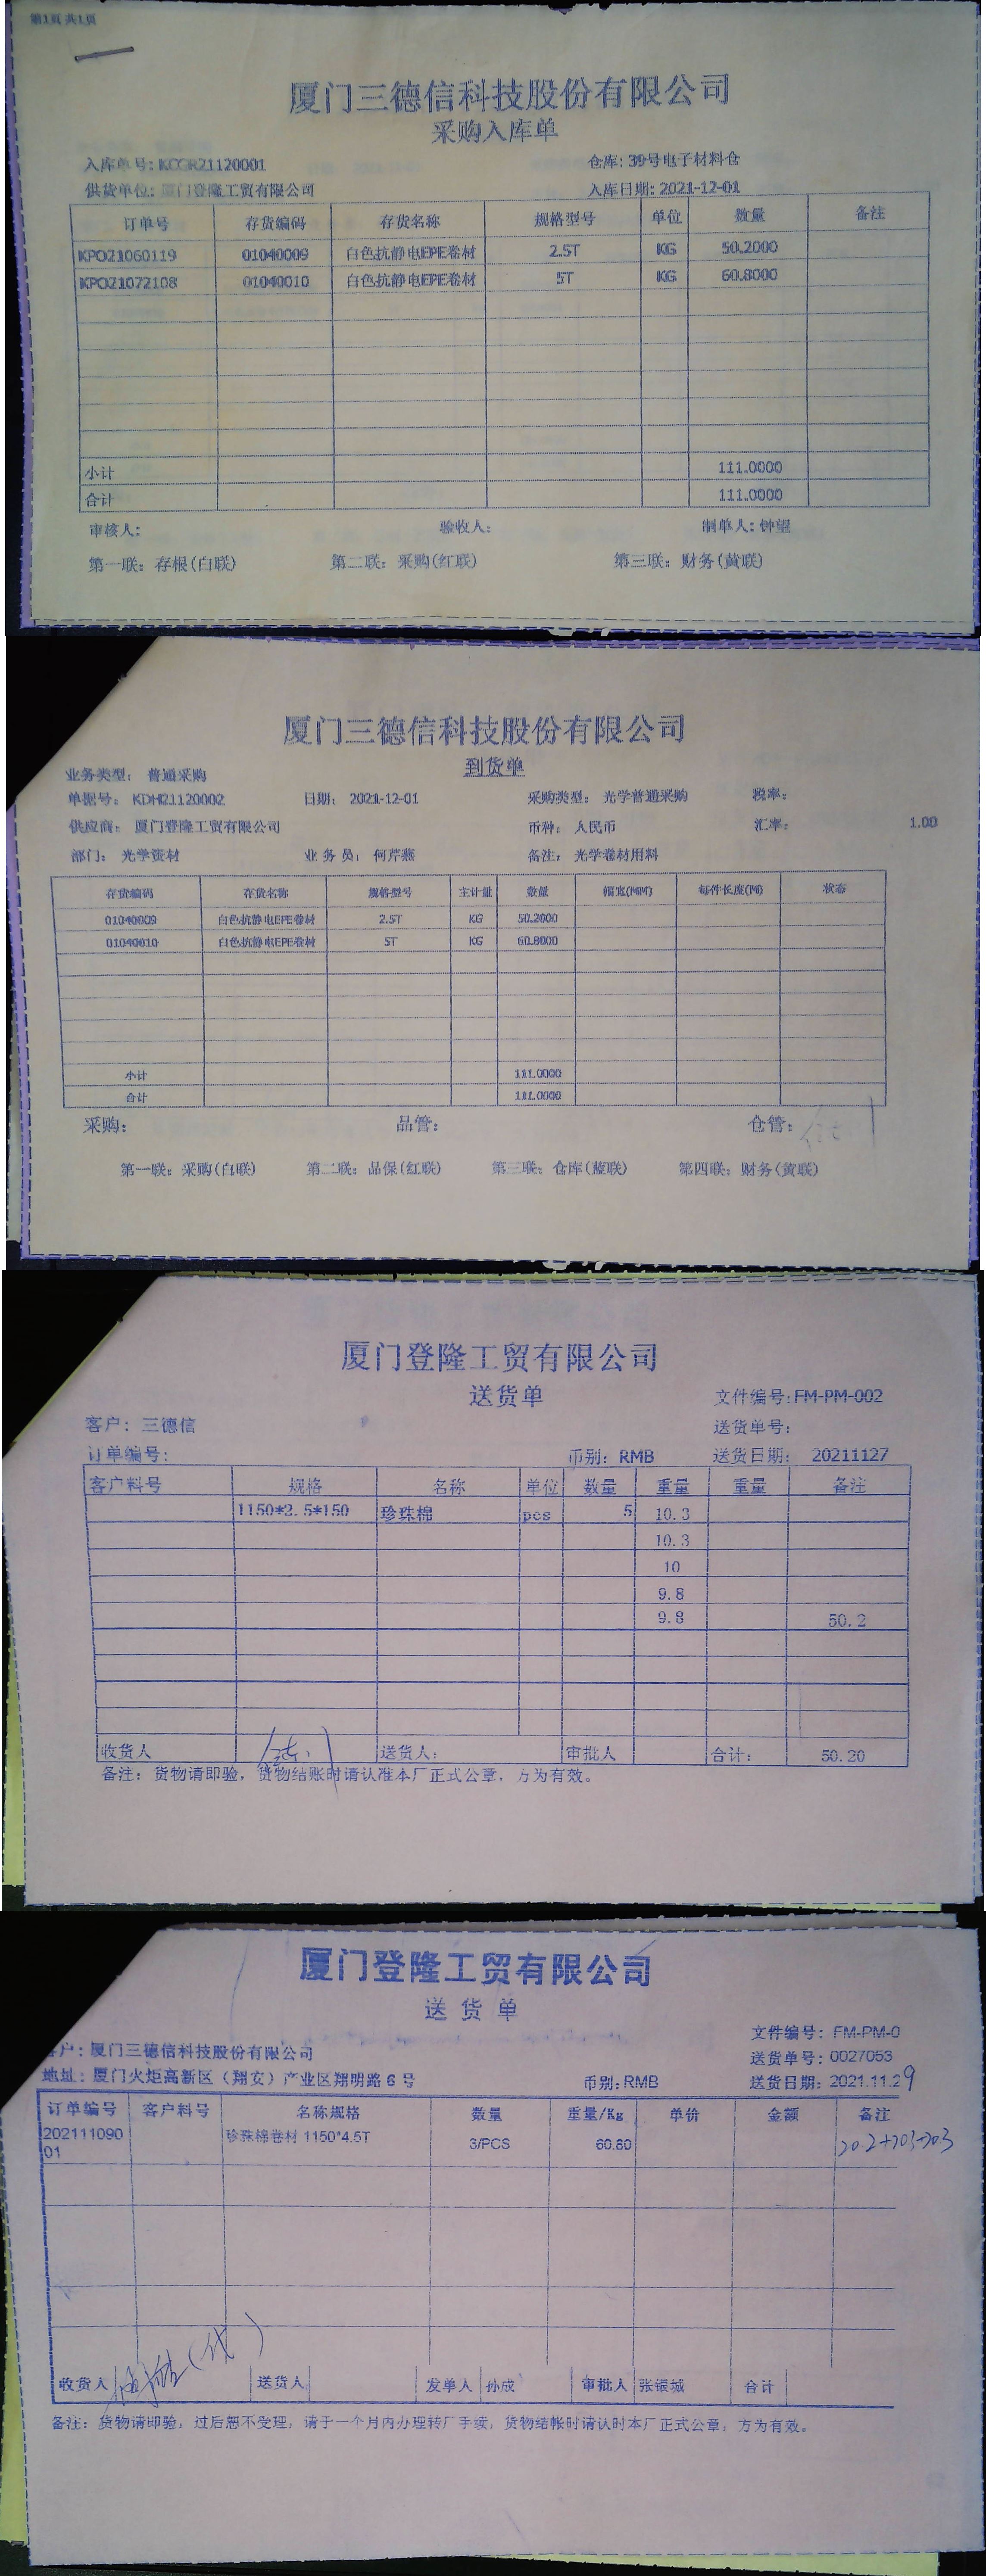 第1页 共1页
厦门三德信科技股份有限公司
采购入库单
入库单号: KCGR21120001 仓库: 39号电子材料仓
供货单位: 厦门登隆工贸有限公司 入库日期: 2021-12-01
订单号 存货编码 存货名称 规格型号 单位 数量 备注
KPO21060119 01040009 白色抗静电EPE卷材 2.5T KG 50.2000
KPO21072108 01040010 白色抗静电EPE卷材 5T KG 60.8000
小计 111.0000
合计 111.0000
审核人: 验收人: 制单人: 钟望
第一联: 存根(白联) 第二联: 采购(红联) 第三联: 财务(黄联)
厦门三德信科技股份有限公司
到货单
业务类型: 普通采购
单据号: KDH21120002 日期: 2021-12-01 采购类型: 光学普通采购 税率:
供应商: 厦门登隆工贸有限公司 币种: 人民币 汇率: 1.00
部门: 光学资材 业务员: 何芹燕 备注: 光学卷材用料
存货编码 存货名称 规格型号 主计量 数量 幅宽(MM) 每件长度(M) 状态
01040009 白色抗静电EPE卷材 2.5T KG 50.2000
01040010 白色抗静电EPE卷材 5T KG 60.8000
小计 111.0000
合计 111.0000
采购: 品管: 仓管:
第一联: 采购(白联) 第二联: 品保(红联) 第三联: 仓库(蓝联) 第四联: 财务(黄联)
厦门登隆工贸有限公司
送货单
文件编号: FM-PM-002
客户: 三德信 送货单号:
订单编号: 币别: RMB 送货日期: 20211127
客户料号 规格 名称 单位 数量 重量 重量 备注
1150*2.5*150 珍珠棉 pcs 5 10.3
10.3
10
9.8
9.8 50.2
收货人 送货人: 审批人 合计: 50.20
备注: 货物请即验, 货物结账时请认准本厂正式公章, 方为有效。
厦门登隆工贸有限公司
送货单
文件编号: FM-PM-0
客户: 厦门三德信科技股份有限公司 送货单号: 0027053
地址: 厦门火炬高新区（翔安）产业区翔明路 6 号 币别: RMB 送货日期: 2021.11.29
订单编号 客户料号 名称规格 数量 重量/Kg 单价 金额 备注
202111090 珍珠棉卷材 1150*4.5T 3/PCS 60.80 202+203+203
01
收货人 (代) 送货人 发单人 孙成 审批人 张银城 合计
备注: 货物请即验, 过后恕不受理, 请于一个月内办理转厂手续, 货物结帐时请认时本厂正式公章, 方为有效。